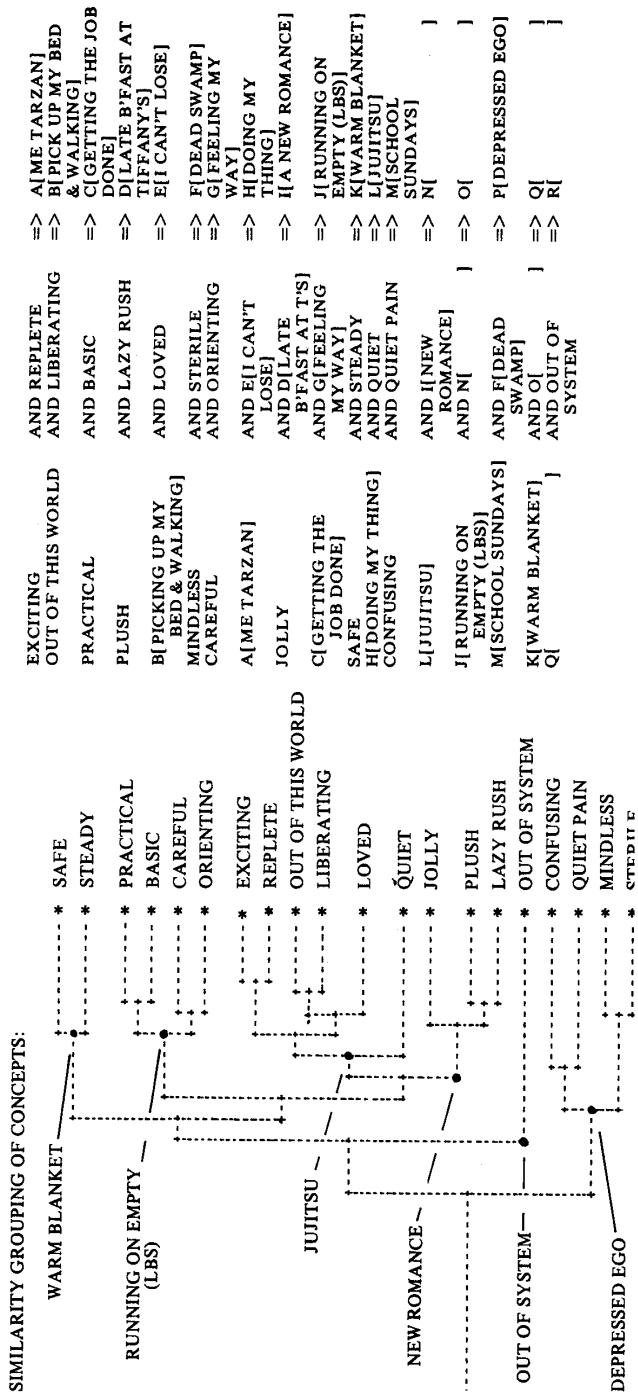 SIMILARITY GROUPING OF CONCEPTS:
WARM BLANKET
RUNNING ON EMPTY
(LBS)
JUJITSU
NEW ROMANCE
OUT OF SYSTEM
DEPRESSED EGO
* SAFE
* STEADY
* PRACTICAL
* BASIC
* CAREFUL
* ORIENTING
* EXCITING
* REPLETE
* OUT OF THIS WORLD
* LIBERATING
* LOVED
* QUIET
* JOLLY
* PLUSH
* LAZY RUSH
* OUT OF SYSTEM
* CONFUSING
* QUIET PAIN
* MINDLESS
* STERILE
EXCITING AND REPLETE => A[ME TARZAN]
OUT OF THIS WORLD AND LIBERATING => B[PICK UP MY BED
& WALKING]
PRACTICAL AND BASIC => C[GETTING THE JOB
DONE]
PLUSH AND LAZY RUSH => D[LATE B'FAST AT
TIFFANY'S]
B[PICKING UP MY AND LOVED => E[I CAN'T LOSE]
BED & WALKING]
MINDLESS AND STERILE => F[DEAD SWAMP]
CAREFUL AND ORIENTING => G[FEELING MY
WAY]
A[ME TARZAN] AND E[I CAN'T => H[DOING MY
LOSE] THING]
JOLLY AND D[LATE => I[A NEW ROMANCE]
B'FAST AT T'S]
C[GETTING THE AND G[FEELING => J[RUNNING ON
JOB DONE] MY WAY] EMPTY (LBS)]
SAFE AND STEADY => K[WARM BLANKET]
H[DOING MY THING] AND QUIET => L[JUJITSU]
CONFUSING AND QUIET PAIN => M[SCHOOL
SUNDAYS]
L[JUJITSU] AND I[NEW => N[ ]
ROMANCE]
J[RUNNING ON AND N[ ] => O[ ]
EMPTY (LBS)]
M[SCHOOL SUNDAYS] AND F[DEAD => P[DEPRESSED EGO]
SWAMP]
K[WARM BLANKET] AND O[ ] => Q[ ]
Q[ ] AND OUT OF => R[ ]
SYSTEM